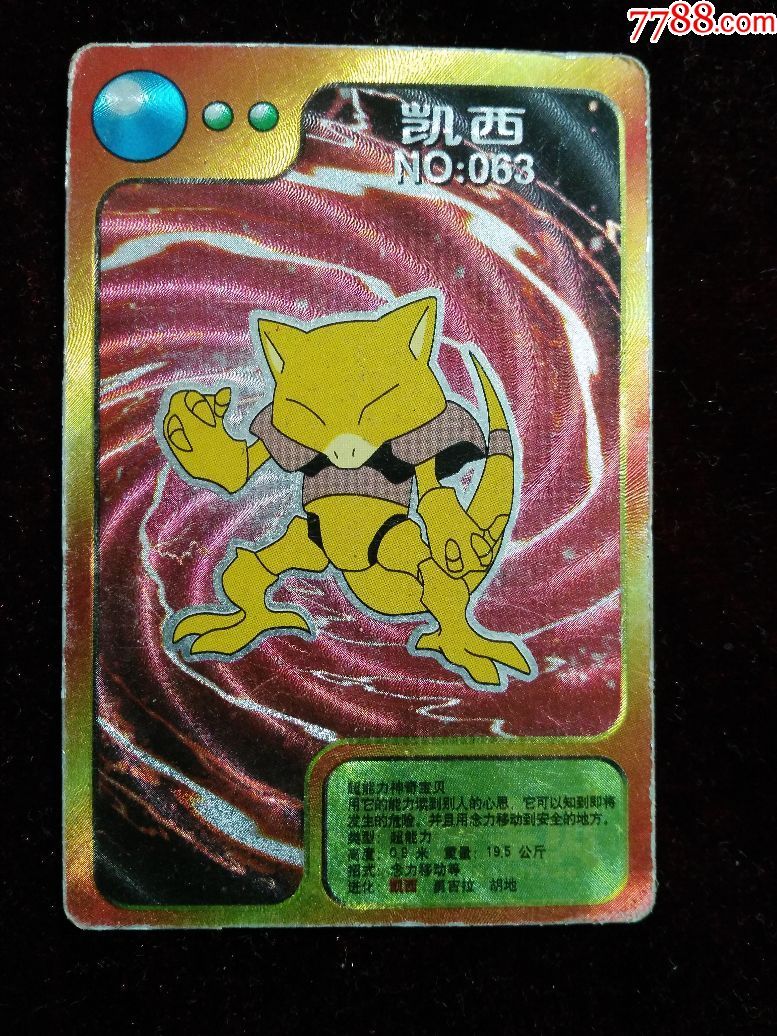 7788.com
凯西
NO:063
超能力神奇宝贝
用它的能力读到别人的心思，它可以知到即将
发生的危险，并且用念力移动到安全的地方。
类型：超能力
高度：0.9 米 重量：19.5 公斤
招式：念力移动等
进化：凯西 勇吉拉 胡地